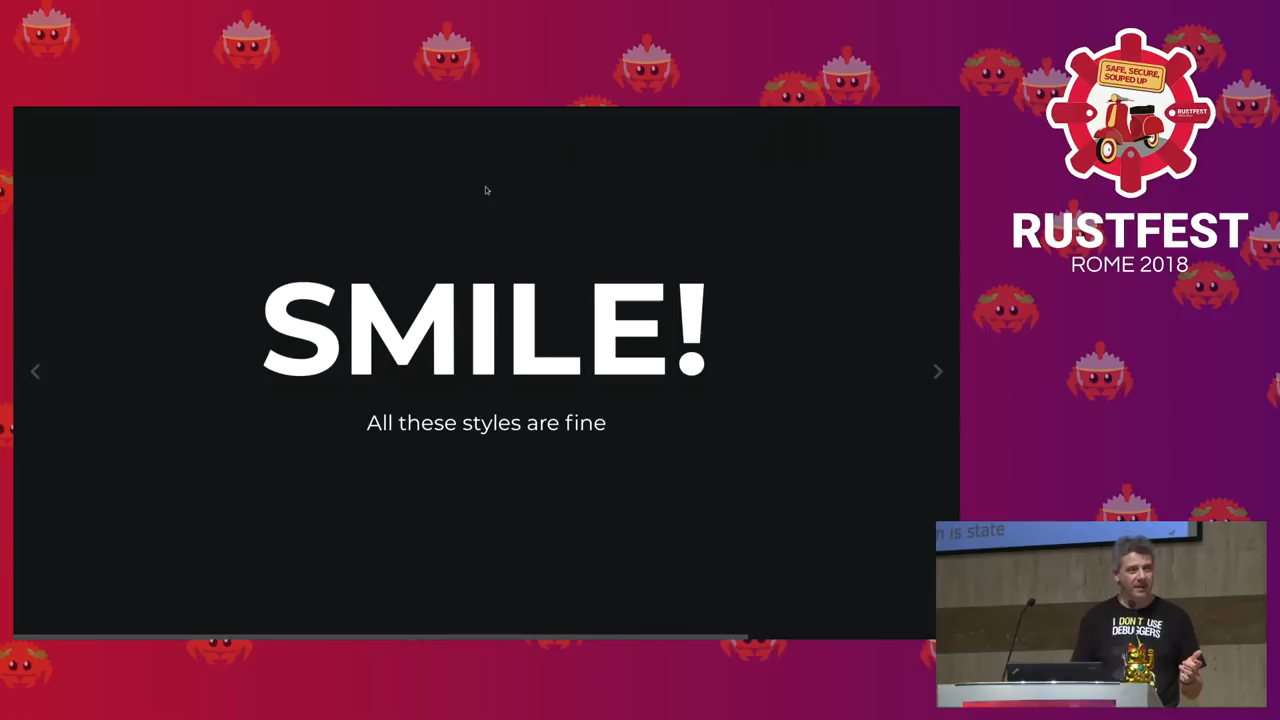 SAFE, SECURE,
SOUPED UP
RUSTFEST
RUSTFEST
ROME 2018
SMILE!
All these styles are fine
is state
I DON'T USE
DEBUGGERS